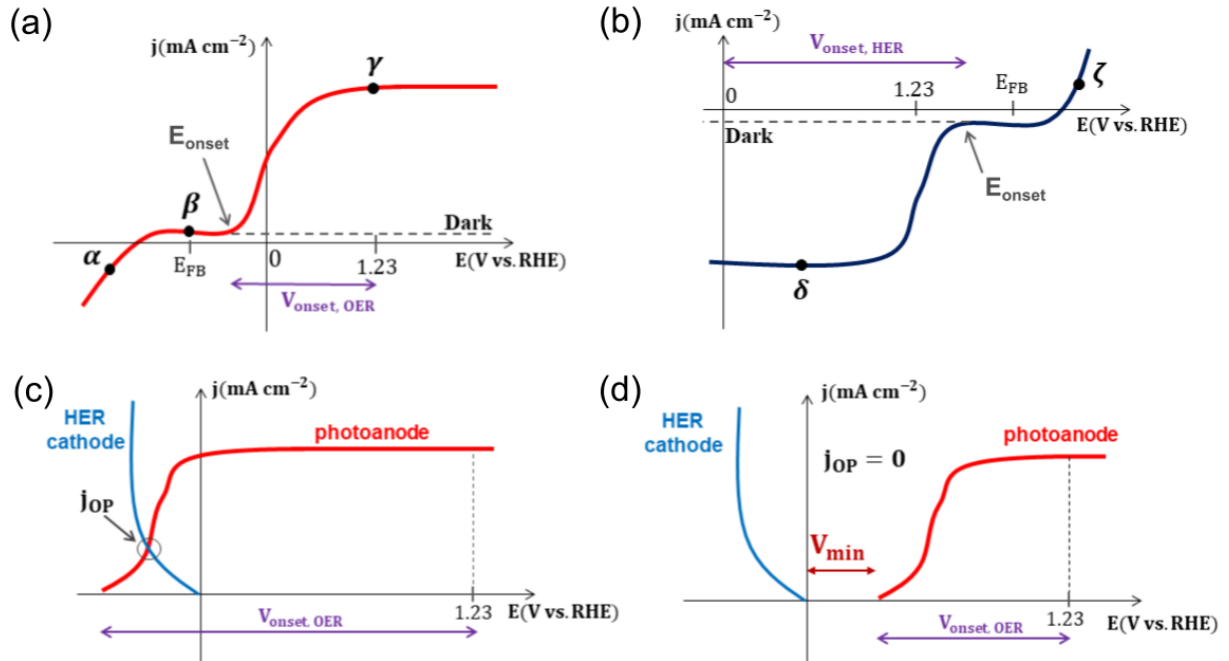 (a)
j(mA cm⁻²)
γ
E_onset
β
Dark
α
E_FB
0
1.23
E(V vs. RHE)
V_onset, OER
(b)
j(mA cm⁻²)
V_onset, HER
0
1.23
E_FB
ζ
Dark
E(V vs. RHE)
E_onset
δ
(c)
j(mA cm⁻²)
HER
cathode
photoanode
j_OP
1.23
E(V vs. RHE)
V_onset, OER
(d)
j(mA cm⁻²)
HER
cathode
photoanode
j_OP = 0
V_min
1.23
E(V vs. RHE)
V_onset, OER